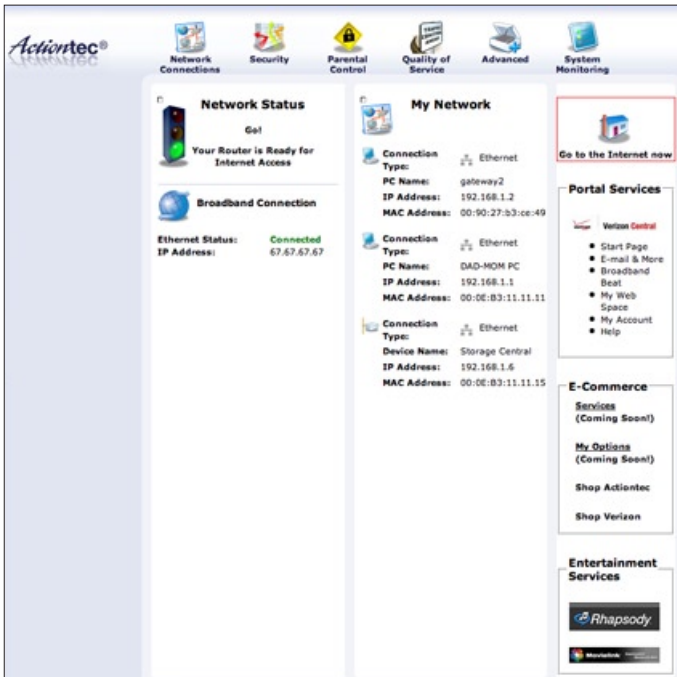 Actiontec®
Network Connections
Security
Parental Control
Quality of Service
Advanced
System Monitoring
Network Status
Go!
Your Router is Ready for
Internet Access
Broadband Connection
Ethernet Status: Connected
IP Address: 67.67.67.67
My Network
Connection Type: Ethernet
PC Name: gateway2
IP Address: 192.168.1.2
MAC Address: 00:90:27:b3:ce:49
Connection Type: Ethernet
PC Name: DAD-MOM PC
IP Address: 192.168.1.1
MAC Address: 00:0E:B3:11.11.11
Connection Type: Ethernet
Device Name: Storage Central
IP Address: 192.168.1.6
MAC Address: 00:0E:B3:11.11.15
Go to the Internet now
Portal Services
Verizon Central
Start Page
E-mail & More
Broadband
Beat
My Web
Space
My Account
Help
E-Commerce
Services
(Coming Soon!)
My Options
(Coming Soon!)
Shop Actiontec
Shop Verizon
Entertainment
Services
Rhapsody
Movielink